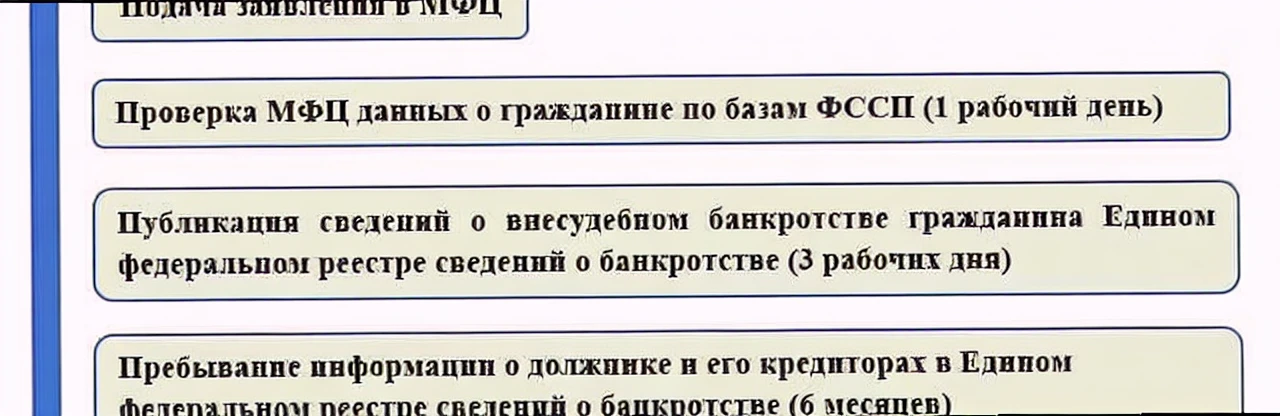 Подача заявления в МФЦ
Проверка МФЦ данных о гражданине по базам ФССП (1 рабочий день)
Публикация сведений о внесудебном банкротстве гражданина Едином
федеральном реестре сведений о банкротстве (3 рабочих дня)
Пребывание информации о должнике и его кредиторах в Едином
федеральном реестре сведений о банкротстве (6 месяцев)